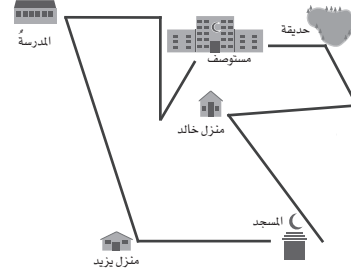 حديقة
المدرسةُ
مستوصف
منزل خالد
المسجد
منزل يزيد